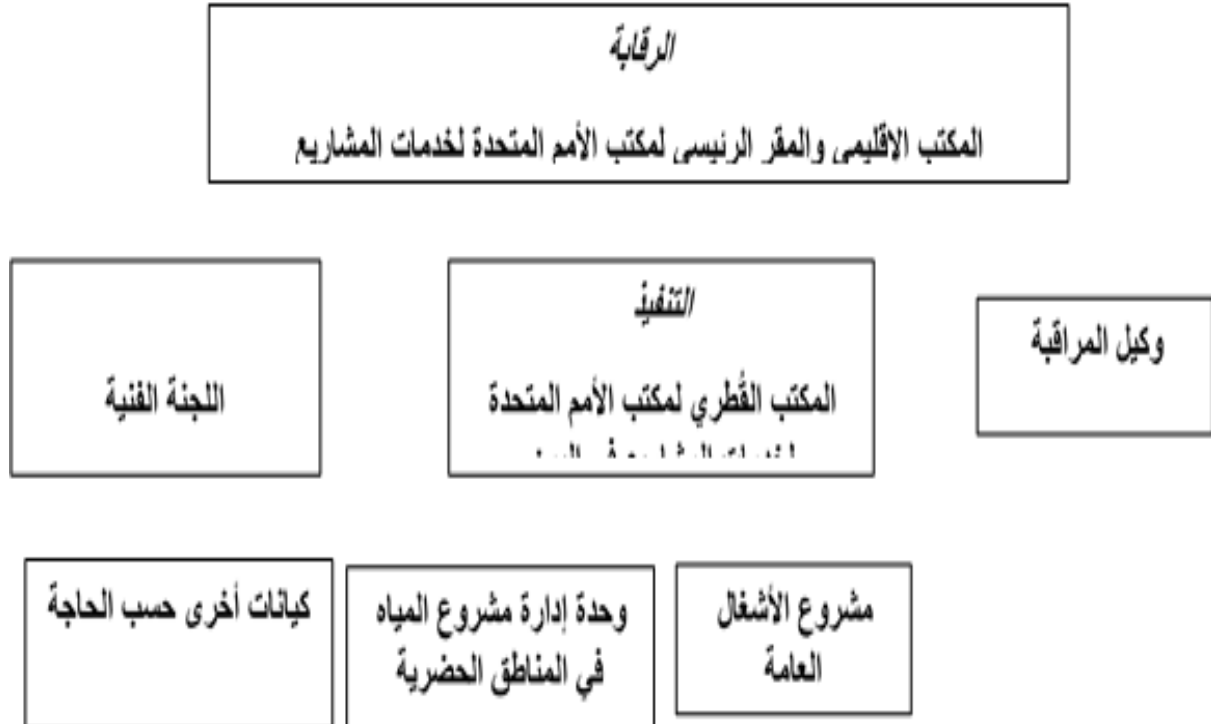 الرقابة
المكتب الاقليمي والمقر الرئيسي لمكتب الأمم المتحدة لخدمات المشاريع
وكيل المراقبة
التنفيذ
المكتب القُطري لمكتب الأمم المتحدة
اللجنة الفنية
مشروع الأشغال
العامة
وحدة إدارة مشروع المياه
في المناطق الحضرية
كيانات أخرى حسب الحاجة